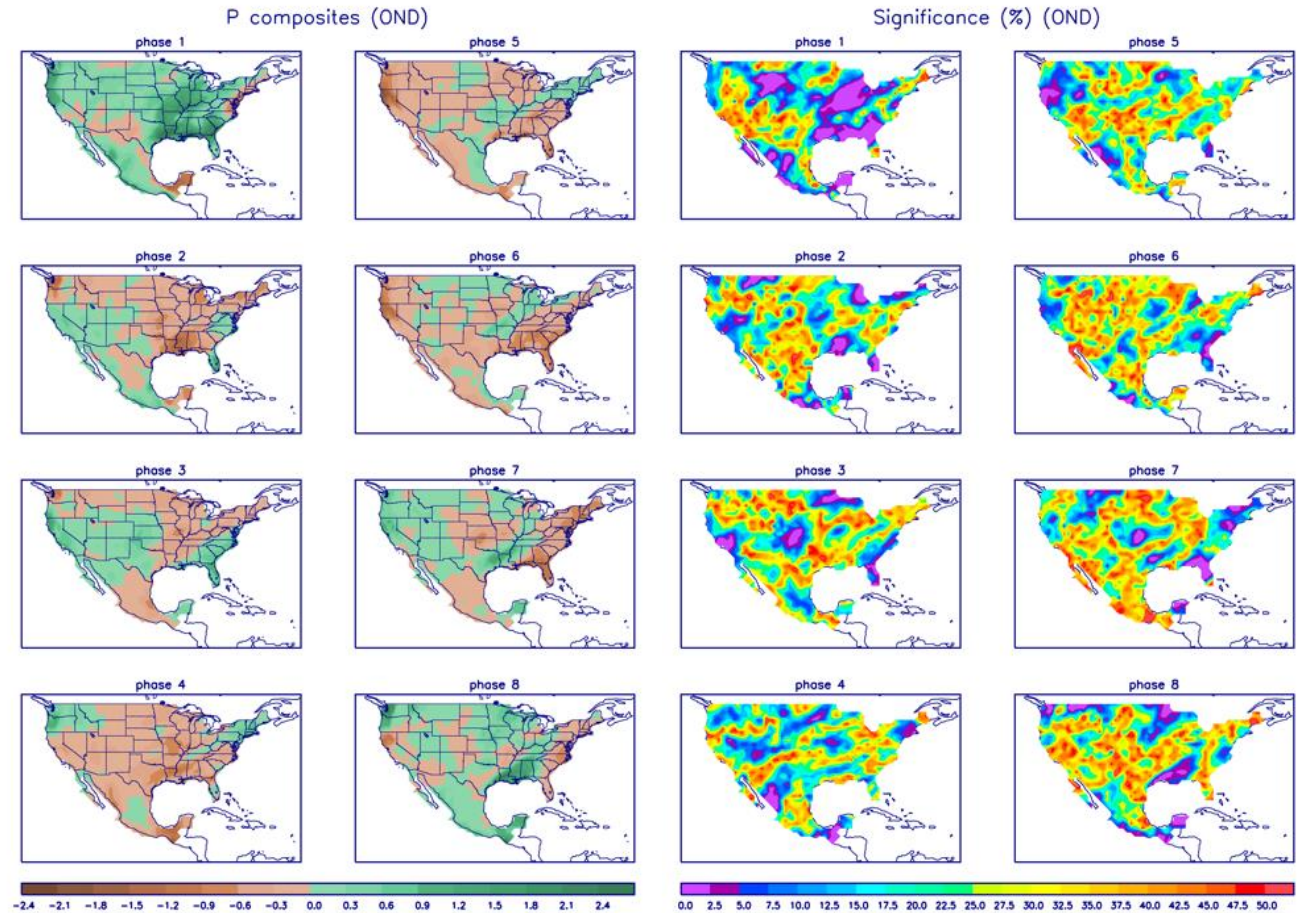 P composites (OND)
Significance (%) (OND)
phase 1
phase 5
phase 1
phase 5
phase 2
phase 6
phase 2
phase 6
phase 3
phase 7
phase 3
phase 7
phase 4
phase 8
phase 4
phase 8
-2.4 -2.1 -1.8 -1.5 -1.2 -0.9 -0.6 -0.3 0.0 0.3 0.6 0.9 1.2 1.5 1.8 2.1 2.4
0.0 2.5 5.0 7.5 10.0 12.5 15.0 17.5 20.0 22.5 25.0 27.5 30.0 32.5 35.0 37.5 40.0 42.5 45.0 47.5 50.0